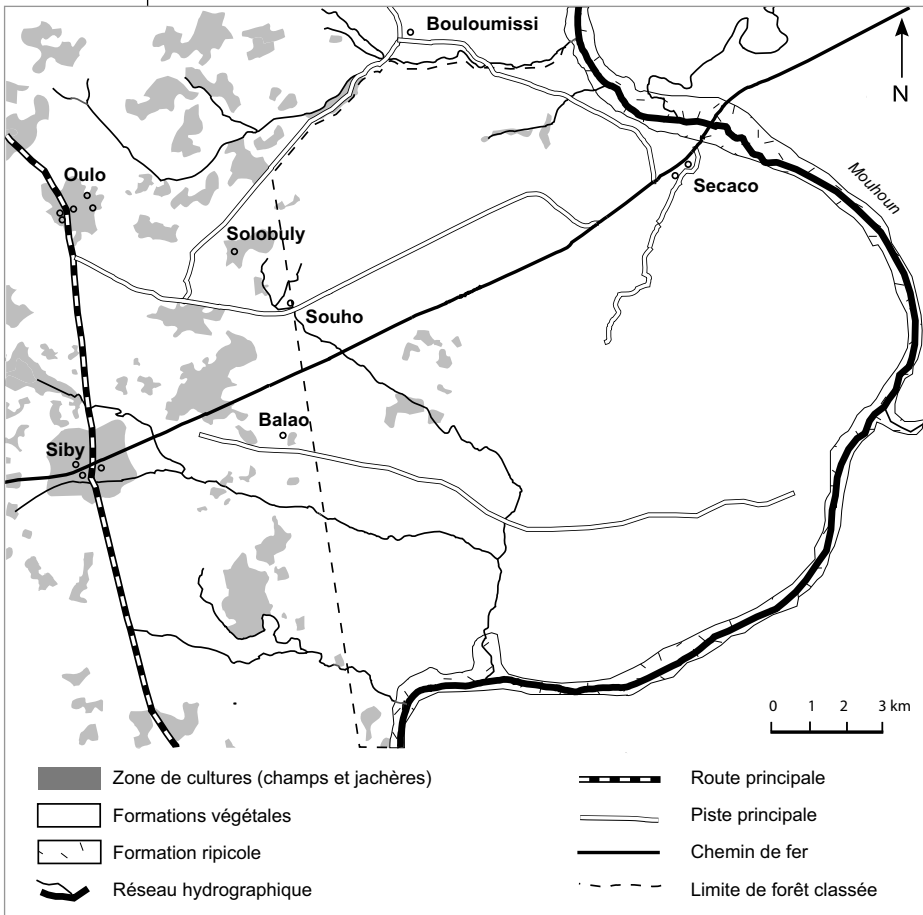 Bouloumissi
N
Mouhoun
Oulo
Secaco
Solobuly
Souho
Balao
Siby
0 1 2 3 km
Zone de cultures (champs et jachères)
Formations végétales
Formation ripicole
Réseau hydrographique
Route principale
Piste principale
Chemin de fer
Limite de forêt classée